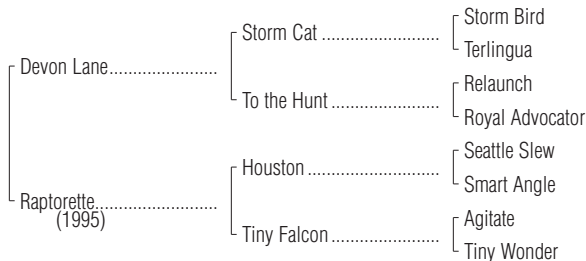 Storm Bird
Storm Cat ..............................
Terlingua
Devon Lane...........................
Relaunch
To the Hunt ...........................
Royal Advocator
Seattle Slew
Houston .................................
Smart Angle
Raptorette..............................
(1995)
Agitate
Tiny Falcon ...........................
Tiny Wonder